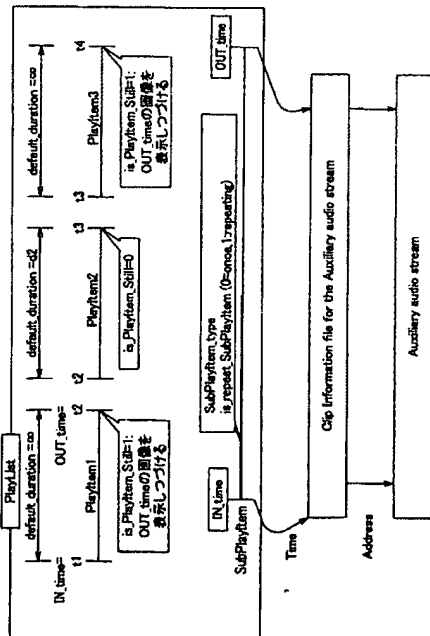 PlayList
default_duration =∞
default_duration =d2
default_duration =∞
IN_time=
OUT_time=
t1
t2
t2
t3
t3
t4
PlayItem1
PlayItem2
PlayItem3
is_PlayItem_Still=1:
OUT_timeの画像を
表示しつづける
is_PlayItem_Still=0
is_PlayItem_Still=1:
OUT_timeの画像を
表示しつづける
SubPlayItem_type
is_repeat_SubPlayItem (0=once,1:repeating)
IN_time
OUT_time
SubPlayItem
Time
Clip Information file for the Auxiliary audio stream
Address
Auxiliary audio stream